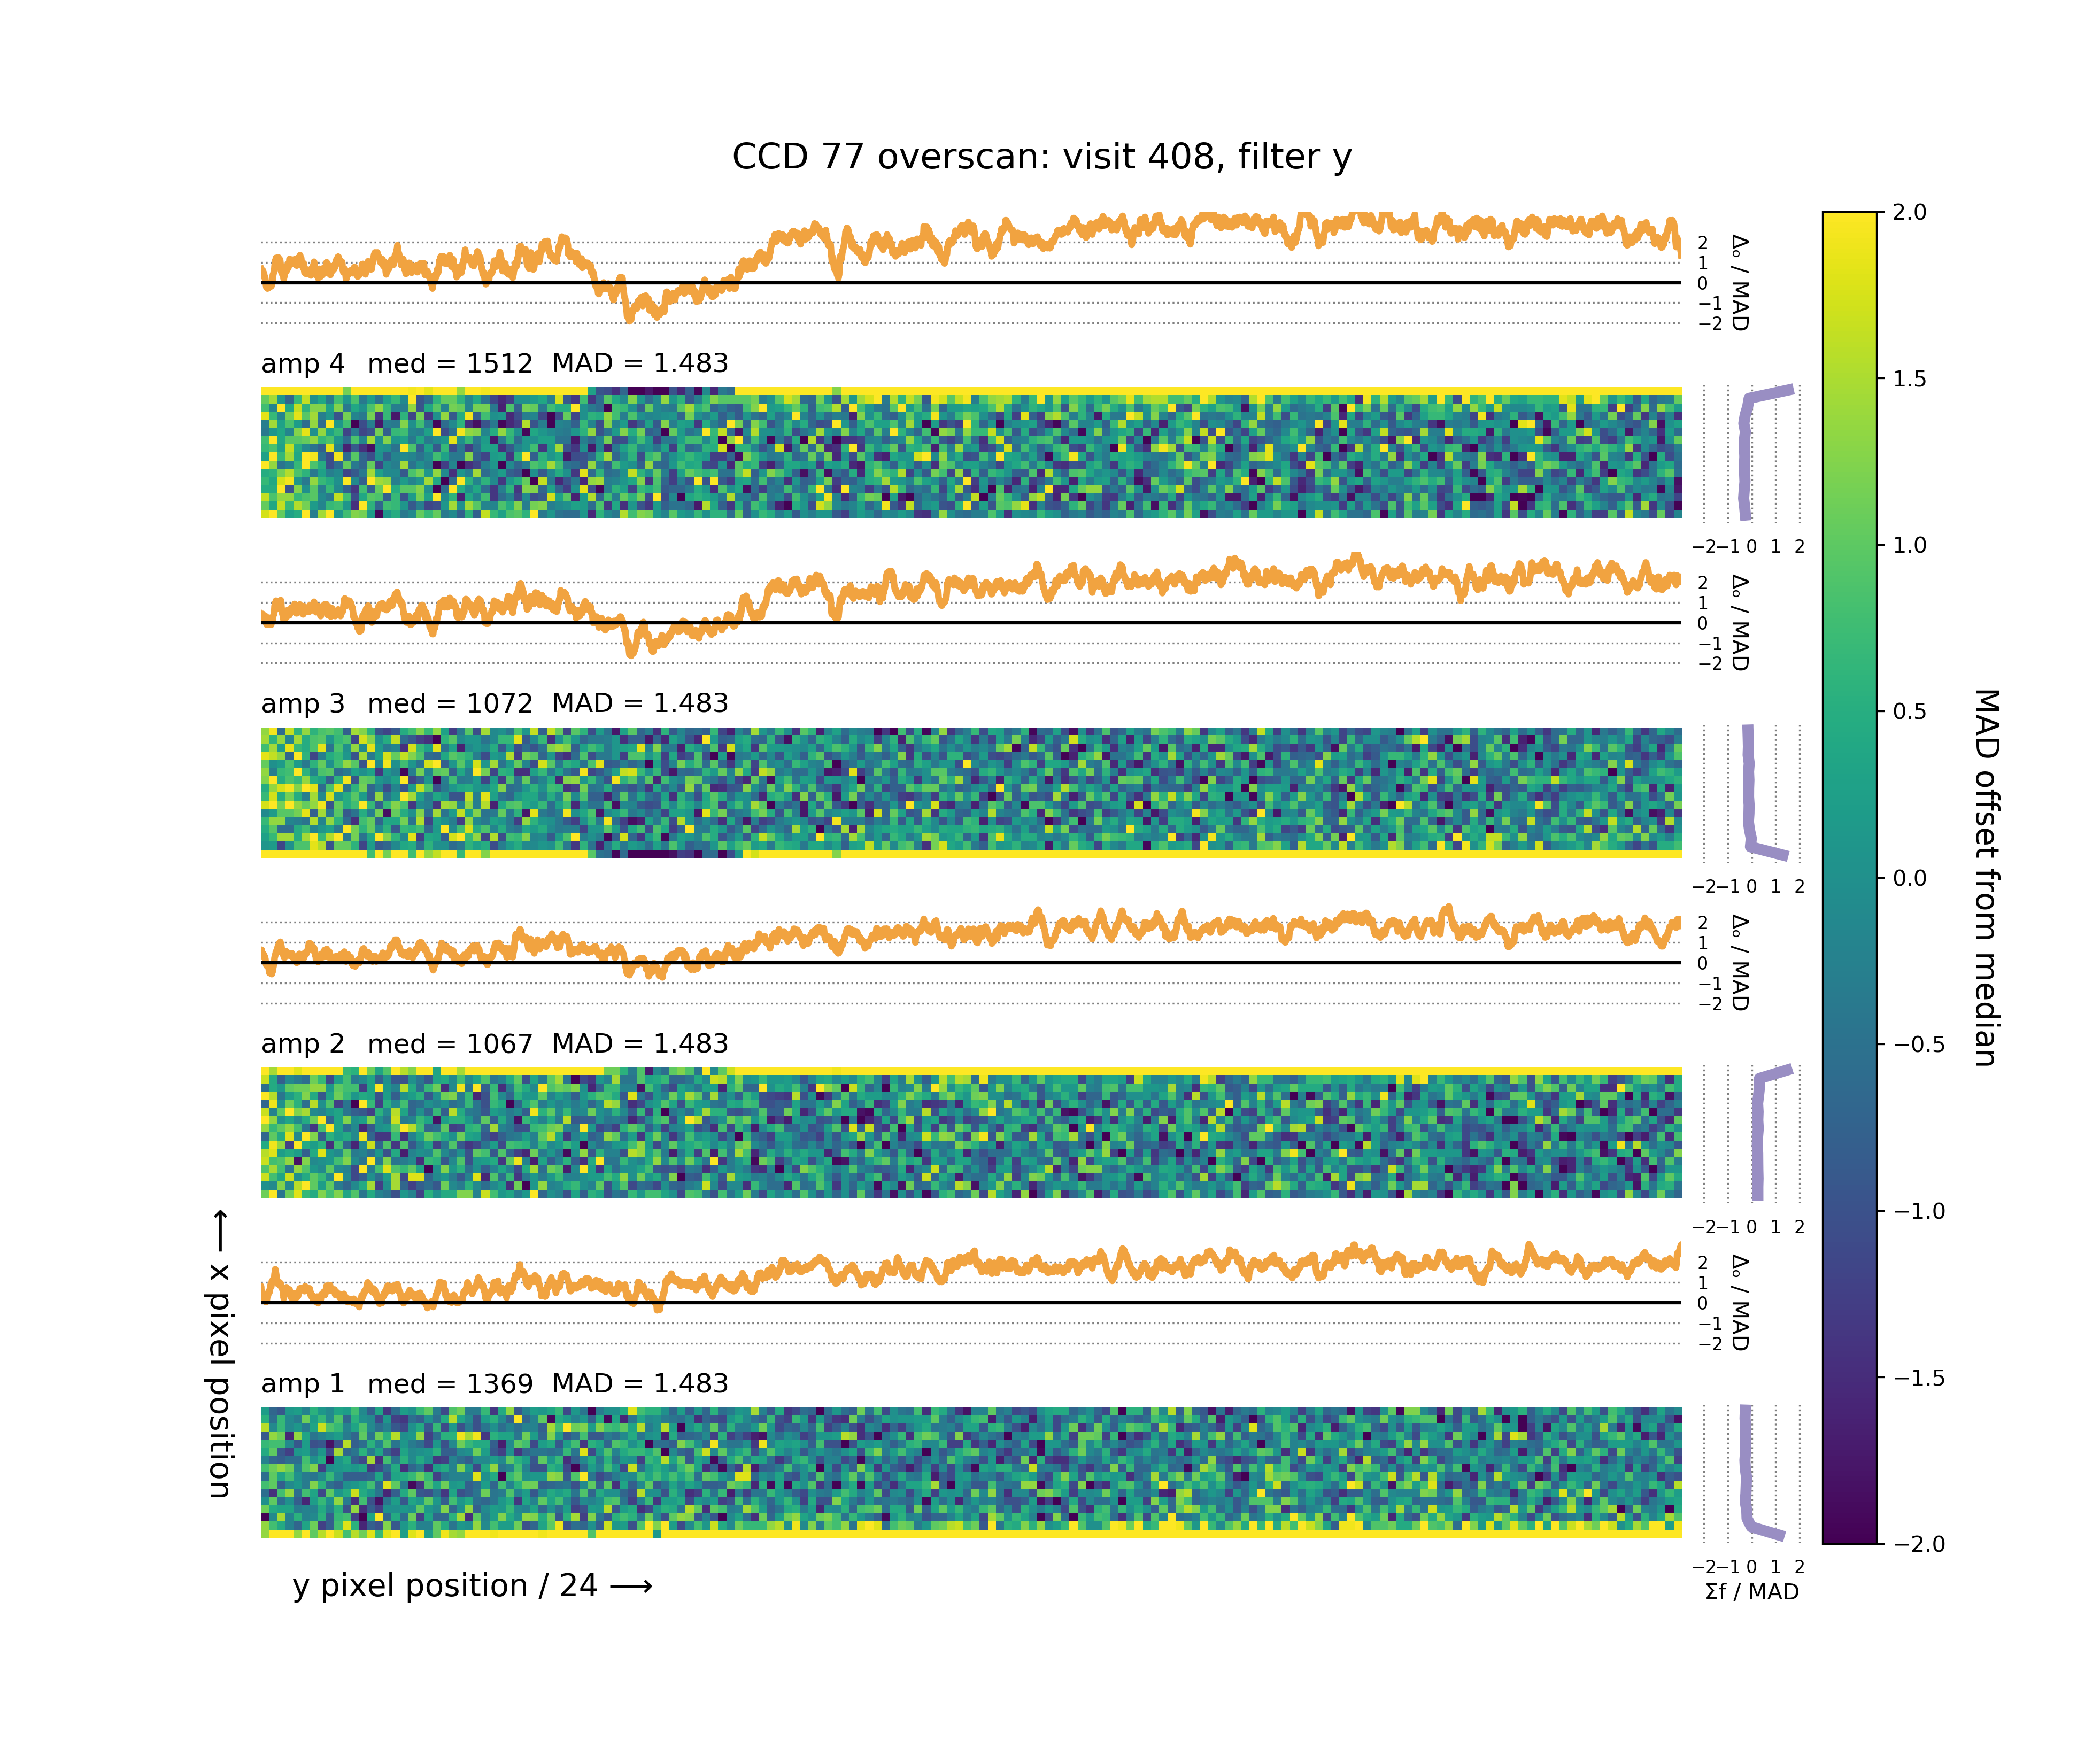 CCD 77 overscan: visit 408, filter y
2
1
0
−1
−2
Δₒ / MAD
amp 4 med = 1512 MAD = 1.483
−2 −1 0 1 2
2
1
0
−1
−2
Δₒ / MAD
amp 3 med = 1072 MAD = 1.483
−2 −1 0 1 2
2
1
0
−1
−2
Δₒ / MAD
amp 2 med = 1067 MAD = 1.483
−2 −1 0 1 2
2
1
0
−1
−2
Δₒ / MAD
amp 1 med = 1369 MAD = 1.483
−2 −1 0 1 2
Σf / MAD
y pixel position / 24 ⟶
⟵ x pixel position
2.0
1.5
1.0
0.5
0.0
−0.5
−1.0
−1.5
−2.0
MAD offset from median